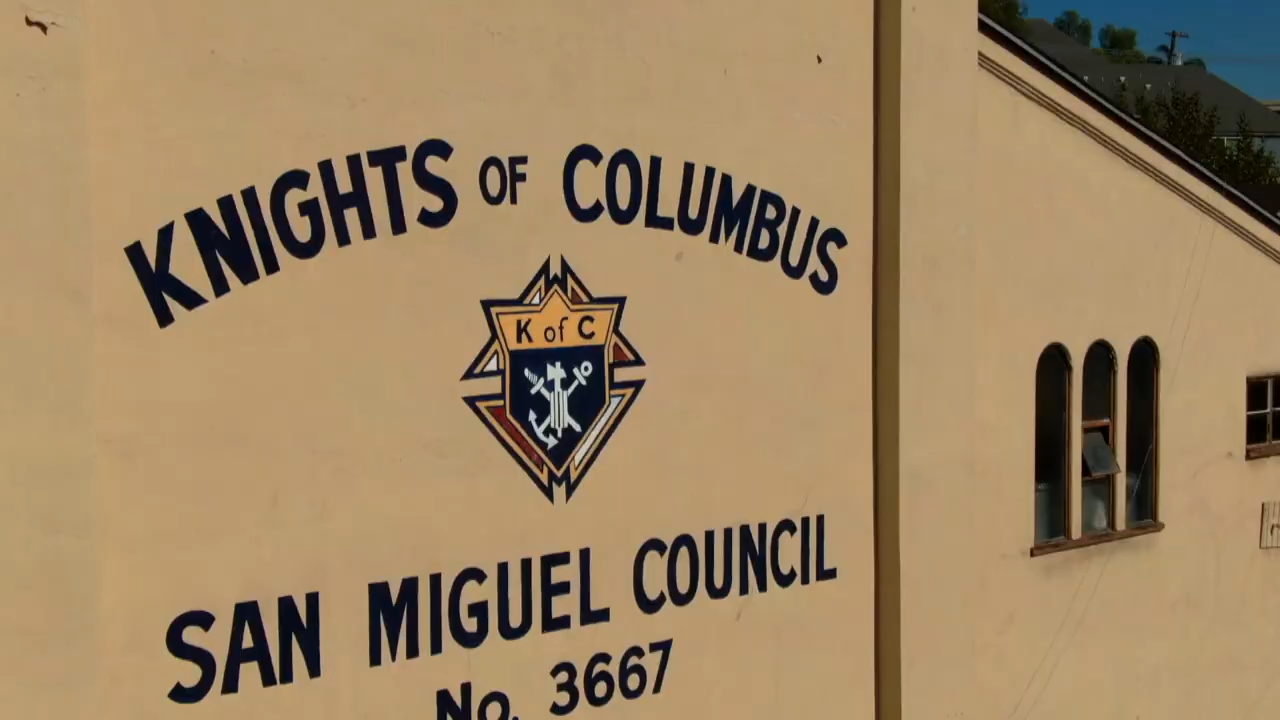 KNIGHTS OF COLUMBUS
K of C
SAN MIGUEL COUNCIL
No. 3667